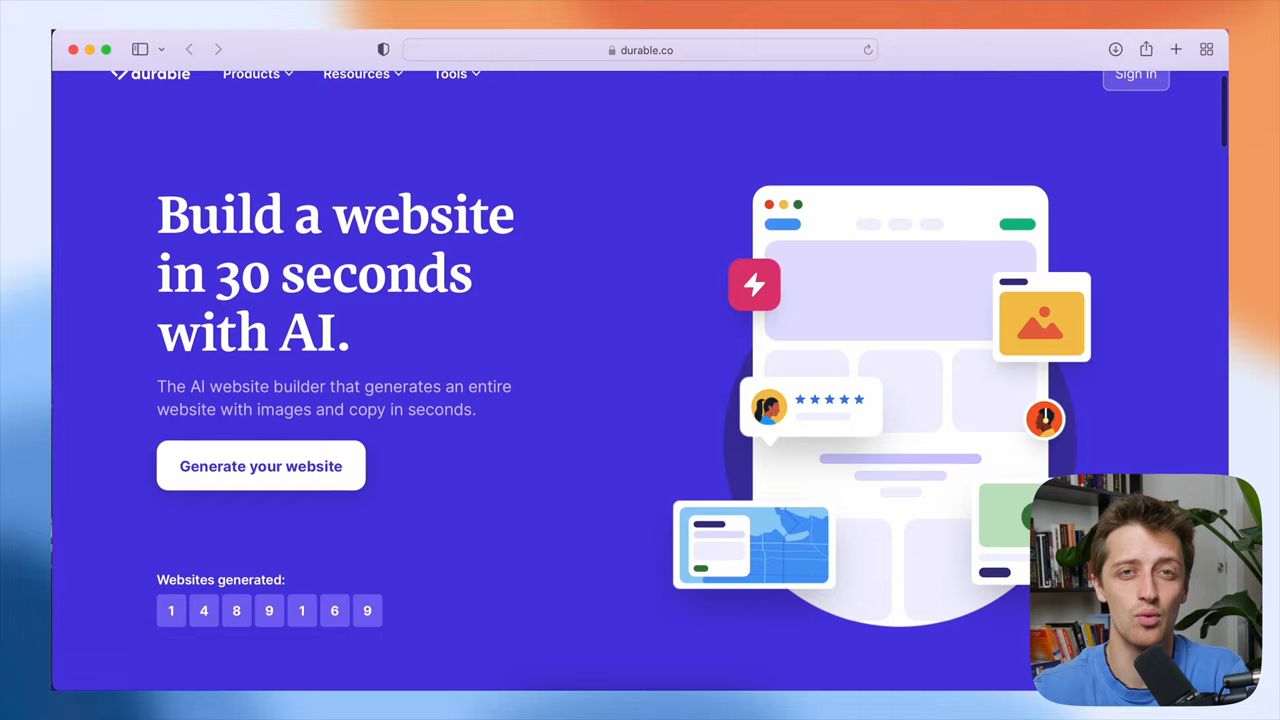 durable.co
durable
Products
Resources
Tools
Sign in
Build a website
in 30 seconds
with AI.
The AI website builder that generates an entire
website with images and copy in seconds.
Generate your website
Websites generated:
1 4 8 9 1 6 9